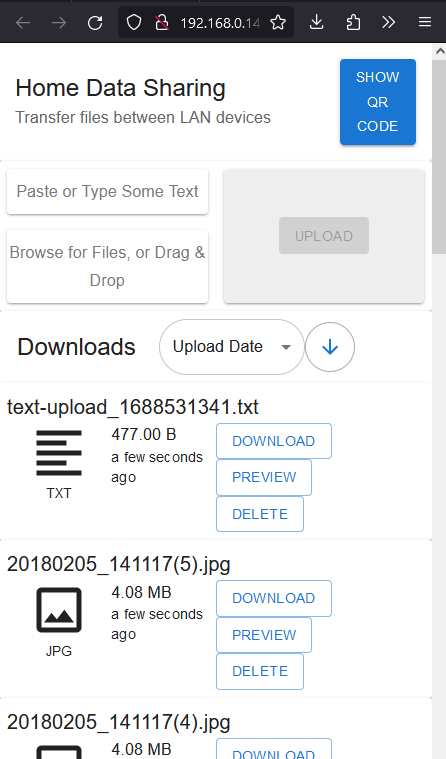 192.168.0.14
Home Data Sharing
Transfer files between LAN devices
SHOW
QR
CODE
Paste or Type Some Text
Browse for Files, or Drag &
Drop
UPLOAD
Downloads
Upload Date
text-upload_1688531341.txt
TXT
477.00 B
a few seconds
ago
DOWNLOAD
PREVIEW
DELETE
20180205_141117(5).jpg
JPG
4.08 MB
a few seconds
ago
DOWNLOAD
PREVIEW
DELETE
20180205_141117(4).jpg
4.08 MB
DOWNLOAD